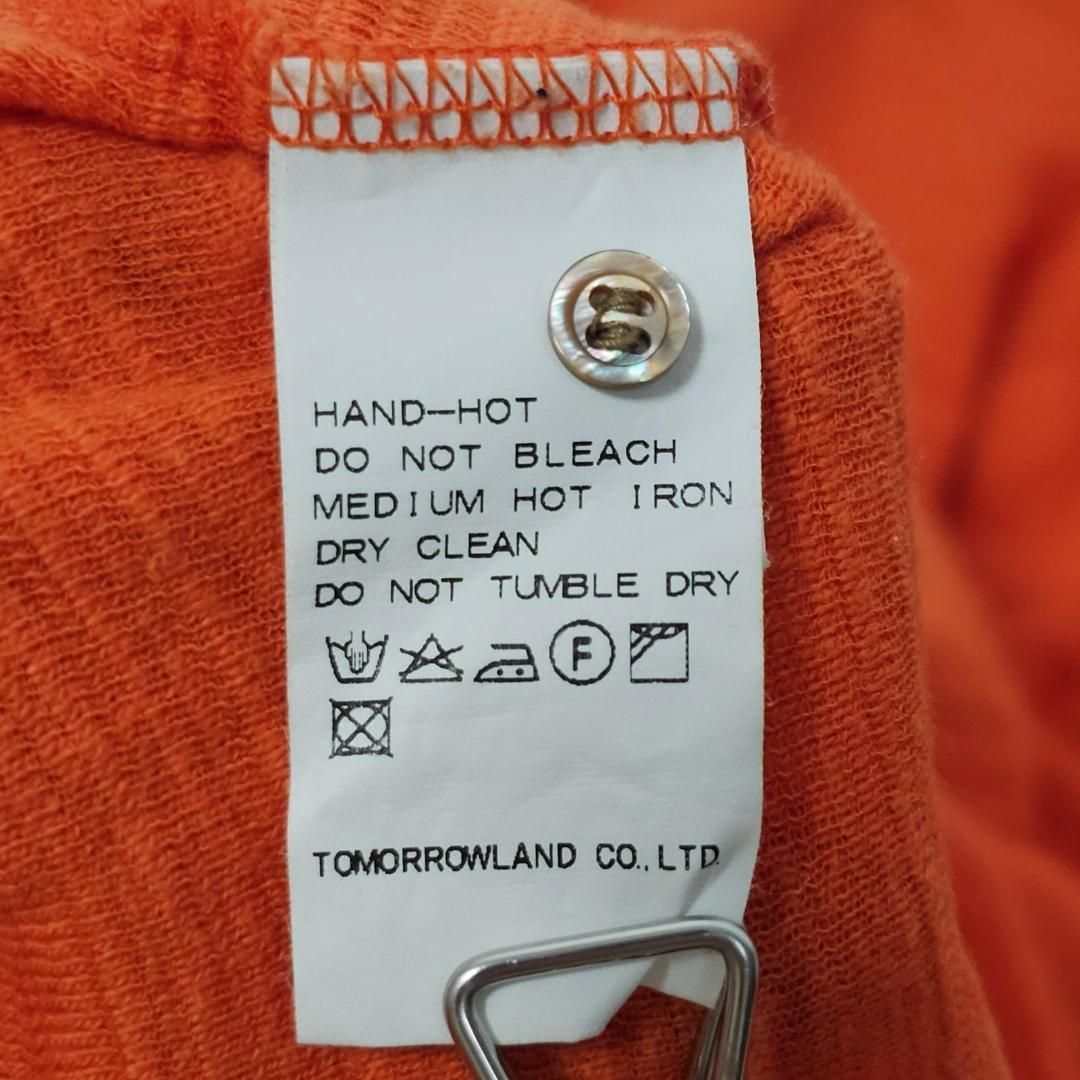 HAND—HOT
DO NOT BLEACH
MEDIUM HOT IRON
DRY CLEAN
DO NOT TUMBLE DRY
F
TOMORROWLAND CO., LTD.